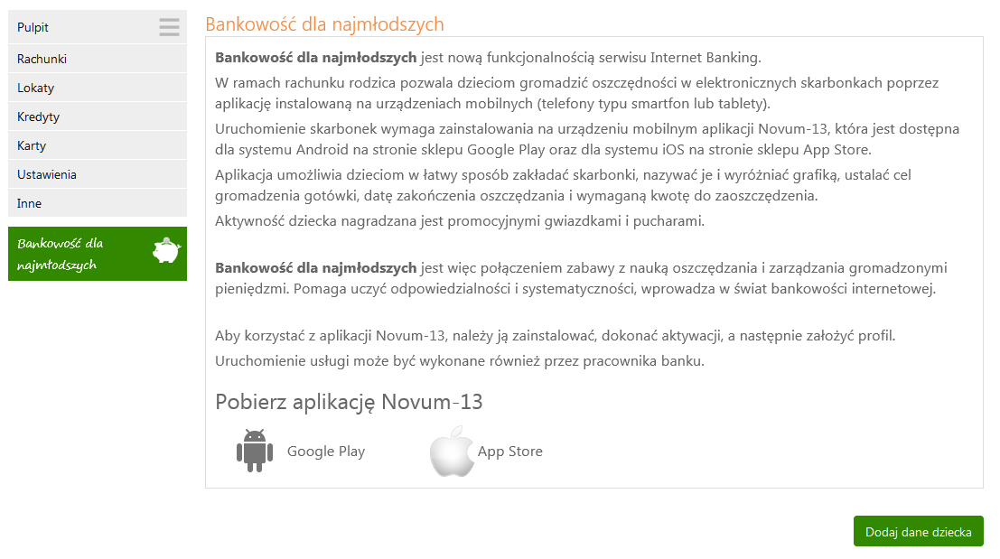 Pulpit
Rachunki
Lokaty
Kredyty
Karty
Ustawienia
Inne
Bankowość dla
najmłodszych
Bankowość dla najmłodszych
Bankowość dla najmłodszych jest nową funkcjonalnością serwisu Internet Banking.
W ramach rachunku rodzica pozwala dzieciom gromadzić oszczędności w elektronicznych skarbonkach poprzez
aplikację instalowaną na urządzeniach mobilnych (telefony typu smartfon lub tablety).
Uruchomienie skarbonek wymaga zainstalowania na urządzeniu mobilnym aplikacji Novum-13, która jest dostępna
dla systemu Android na stronie sklepu Google Play oraz dla systemu iOS na stronie sklepu App Store.
Aplikacja umożliwia dzieciom w łatwy sposób zakładać skarbonki, nazywać je i wyróżniać grafiką, ustalać cel
gromadzenia gotówki, datę zakończenia oszczędzania i wymaganą kwotę do zaoszczędzenia.
Aktywność dziecka nagradzana jest promocyjnymi gwiazdkami i pucharami.
Bankowość dla najmłodszych jest więc połączeniem zabawy z nauką oszczędzania i zarządzania gromadzonymi
pieniędzmi. Pomaga uczyć odpowiedzialności i systematyczności, wprowadza w świat bankowości internetowej.
Aby korzystać z aplikacji Novum-13, należy ją zainstalować, dokonać aktywacji, a następnie założyć profil.
Uruchomienie usługi może być wykonane również przez pracownika banku.
Pobierz aplikację Novum-13
Google Play
App Store
Dodaj dane dziecka